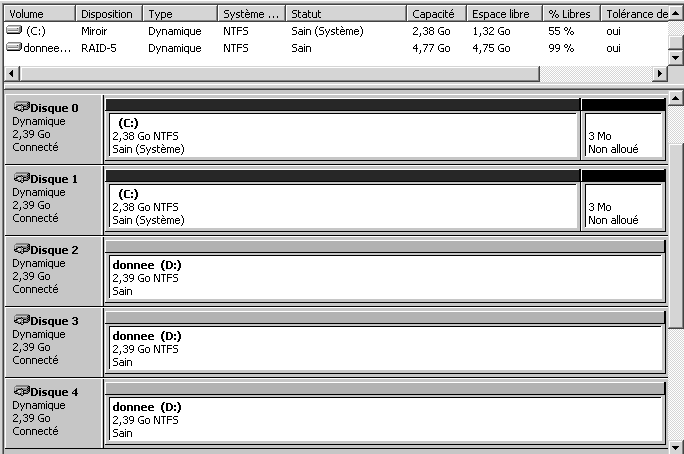 Volume Disposition Type Système ... Statut Capacité Espace libre % Libres Tolérance de
(C:) Miroir Dynamique NTFS Sain (Système) 2,38 Go 1,32 Go 55 % oui
donnee... RAID-5 Dynamique NTFS Sain 4,77 Go 4,75 Go 99 % oui
Disque 0
Dynamique
2,39 Go
Connecté
(C:)
2,38 Go NTFS
Sain (Système)
3 Mo
Non alloué
Disque 1
Dynamique
2,39 Go
Connecté
(C:)
2,38 Go NTFS
Sain (Système)
3 Mo
Non alloué
Disque 2
Dynamique
2,39 Go
Connecté
donnee (D:)
2,39 Go NTFS
Sain
Disque 3
Dynamique
2,39 Go
Connecté
donnee (D:)
2,39 Go NTFS
Sain
Disque 4
Dynamique
2,39 Go
Connecté
donnee (D:)
2,39 Go NTFS
Sain